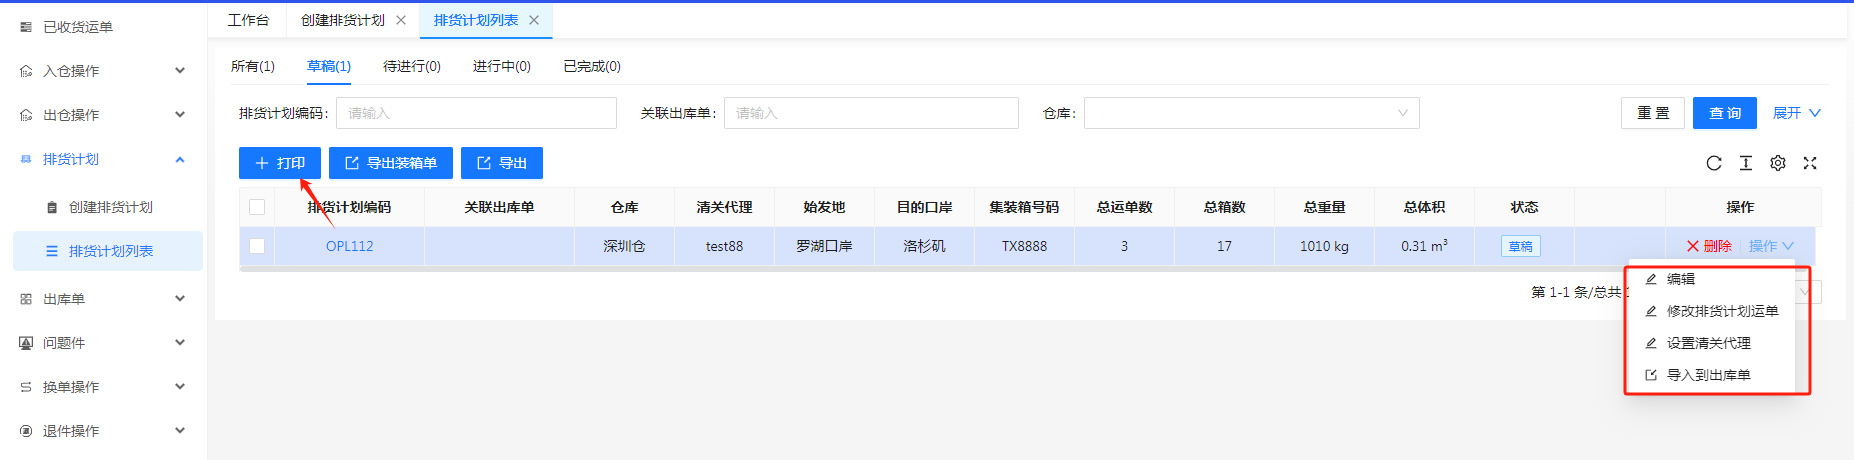 已收货运单
入仓操作
出仓操作
排货计划
创建排货计划
排货计划列表
出库单
问题件
换单操作
退件操作
工作台 创建排货计划 排货计划列表
所有(1) 草稿(1) 待进行(0) 进行中(0) 已完成(0)
排货计划编码: 请输入 关联出库单: 请输入 仓库: 重 置 查 询 展开
打印 导出装箱单 导出
排货计划编码 关联出库单 仓库 清关代理 始发地 目的口岸 集装箱号码 总运单数 总箱数 总重量 总体积 状态 操作
OPL112 深圳仓 test88 罗湖口岸 洛杉矶 TX8888 3 17 1010 kg 0.31 m³ 草稿 删除 操作
第 1-1 条/总共
编辑
修改排货计划运单
设置清关代理
导入到出库单